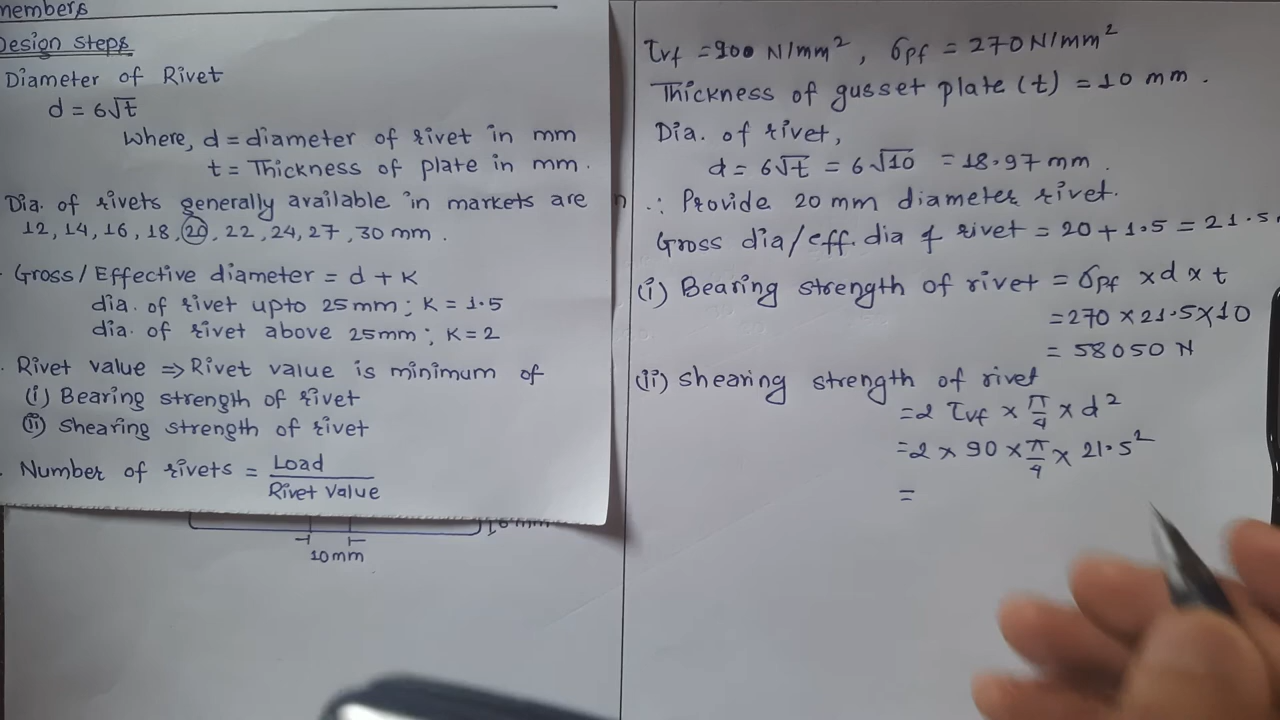 members
Design Steps
Diameter of Rivet
d = 6√t
Where, d = diameter of rivet in mm
t = Thickness of plate in mm.
Dia. of rivets generally available in markets are
12, 14, 16, 18, 20, 22, 24, 27, 30 mm.
Gross/Effective diameter = d + K
dia. of rivet upto 25mm; K = 1.5
dia. of rivet above 25mm; K = 2
Rivet value ⇒ Rivet value is minimum of
(i) Bearing strength of rivet
(ii) Shearing strength of rivet
Number of rivets = Load / Rivet Value
10mm
τvf = 900 N/mm², σpf = 270 N/mm²
Thickness of gusset plate (t) = 10 mm.
Dia. of rivet,
d = 6√t = 6√10 = 18.97 mm.
∴ Provide 20 mm diameter rivet.
Gross dia/eff. dia of rivet = 20 + 1.5 = 21.5
(i) Bearing strength of rivet = σpf × d × t
= 270 × 21.5 × 10
= 58050 N
(ii) Shearing strength of rivet
= 2 τvf × π/4 × d²
= 2 × 90 × π/4 × 21.5²
=